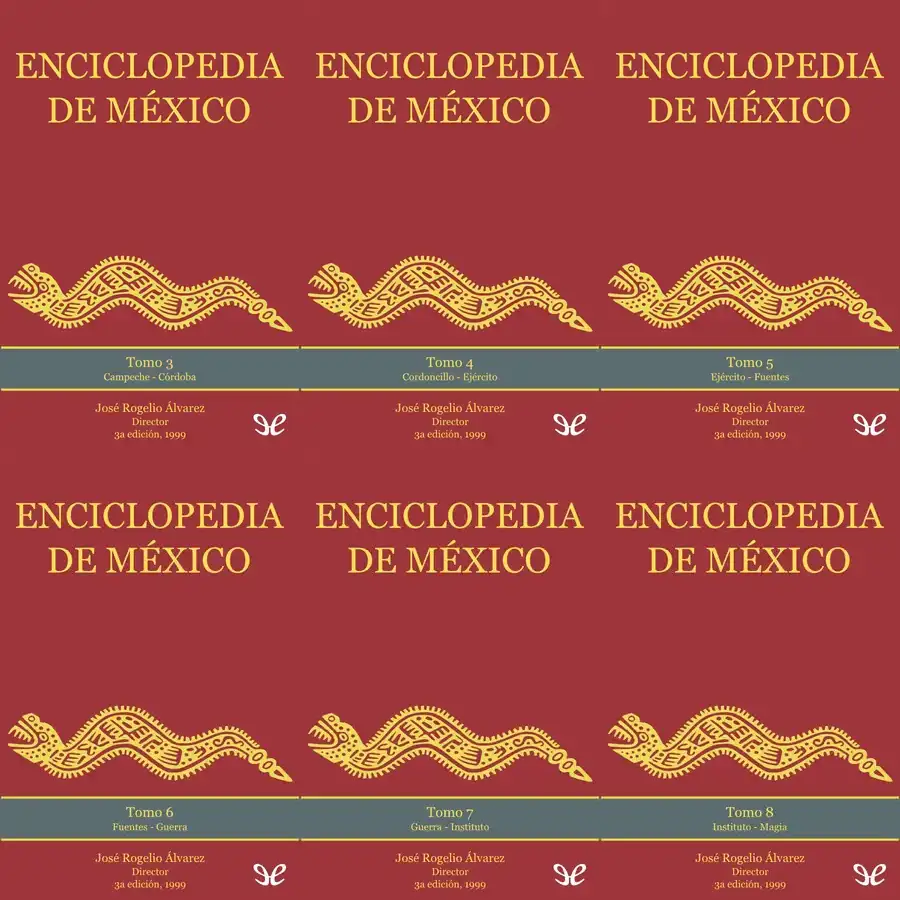 ENCICLOPEDIA
DE MÉXICO
Tomo 3
Campeche - Córdoba
José Rogelio Álvarez
Director
3a edición, 1999
ENCICLOPEDIA
DE MÉXICO
Tomo 4
Cordoncillo - Ejército
José Rogelio Álvarez
Director
3a edición, 1999
ENCICLOPEDIA
DE MÉXICO
Tomo 5
Ejército - Fuentes
José Rogelio Álvarez
Director
3a edición, 1999
ENCICLOPEDIA
DE MÉXICO
Tomo 6
Fuentes - Guerra
José Rogelio Álvarez
Director
3a edición, 1999
ENCICLOPEDIA
DE MÉXICO
Tomo 7
Guerra - Instituto
José Rogelio Álvarez
Director
3a edición, 1999
ENCICLOPEDIA
DE MÉXICO
Tomo 8
Instituto - Magia
José Rogelio Álvarez
Director
3a edición, 1999